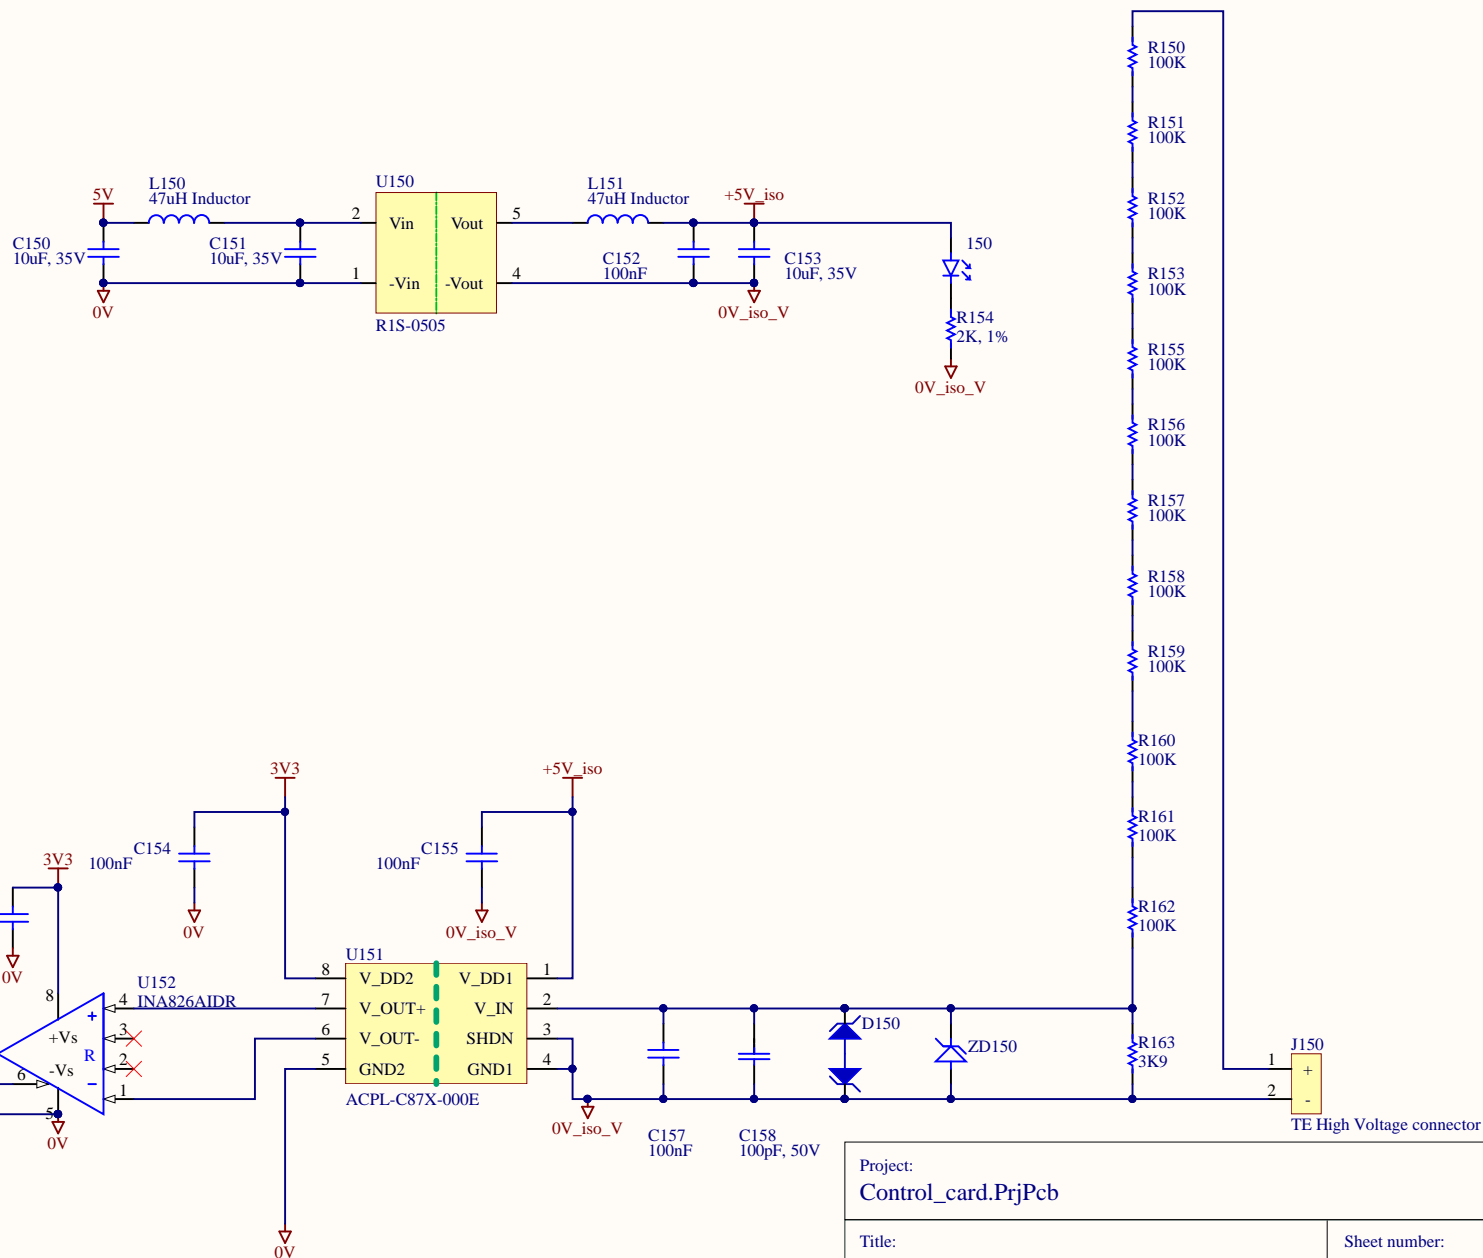 R150
100K
R151
100K
R152
100K
R153
100K
R155
100K
R156
100K
R157
100K
R158
100K
R159
100K
R160
100K
R161
100K
R162
100K
R163
3K9
5V
L150
47uH Inductor
C150
10uF, 35V
C151
10uF, 35V
0V
U150
2 Vin Vout 5
1 -Vin -Vout 4
R1S-0505
L151
47uH Inductor
+5V_iso
C152
100nF
C153
10uF, 35V
0V_iso_V
150
R154
2K, 1%
0V_iso_V
3V3
C154
100nF
0V
+5V_iso
C155
100nF
0V_iso_V
3V3
0V
U152
INA826AIDR
8
4
+
3
+Vs
R
2
-Vs
6
−
1
5
0V
U151
8 V_DD2 V_DD1 1
7 V_OUT+ V_IN 2
6 V_OUT- SHDN 3
5 GND2 GND1 4
ACPL-C87X-000E
0V
0V_iso_V
C157
100nF
C158
100pF, 50V
D150
ZD150
J150
1 +
2 -
TE High Voltage connector
Project:
Control_card.PrjPcb
Title:
Sheet number: